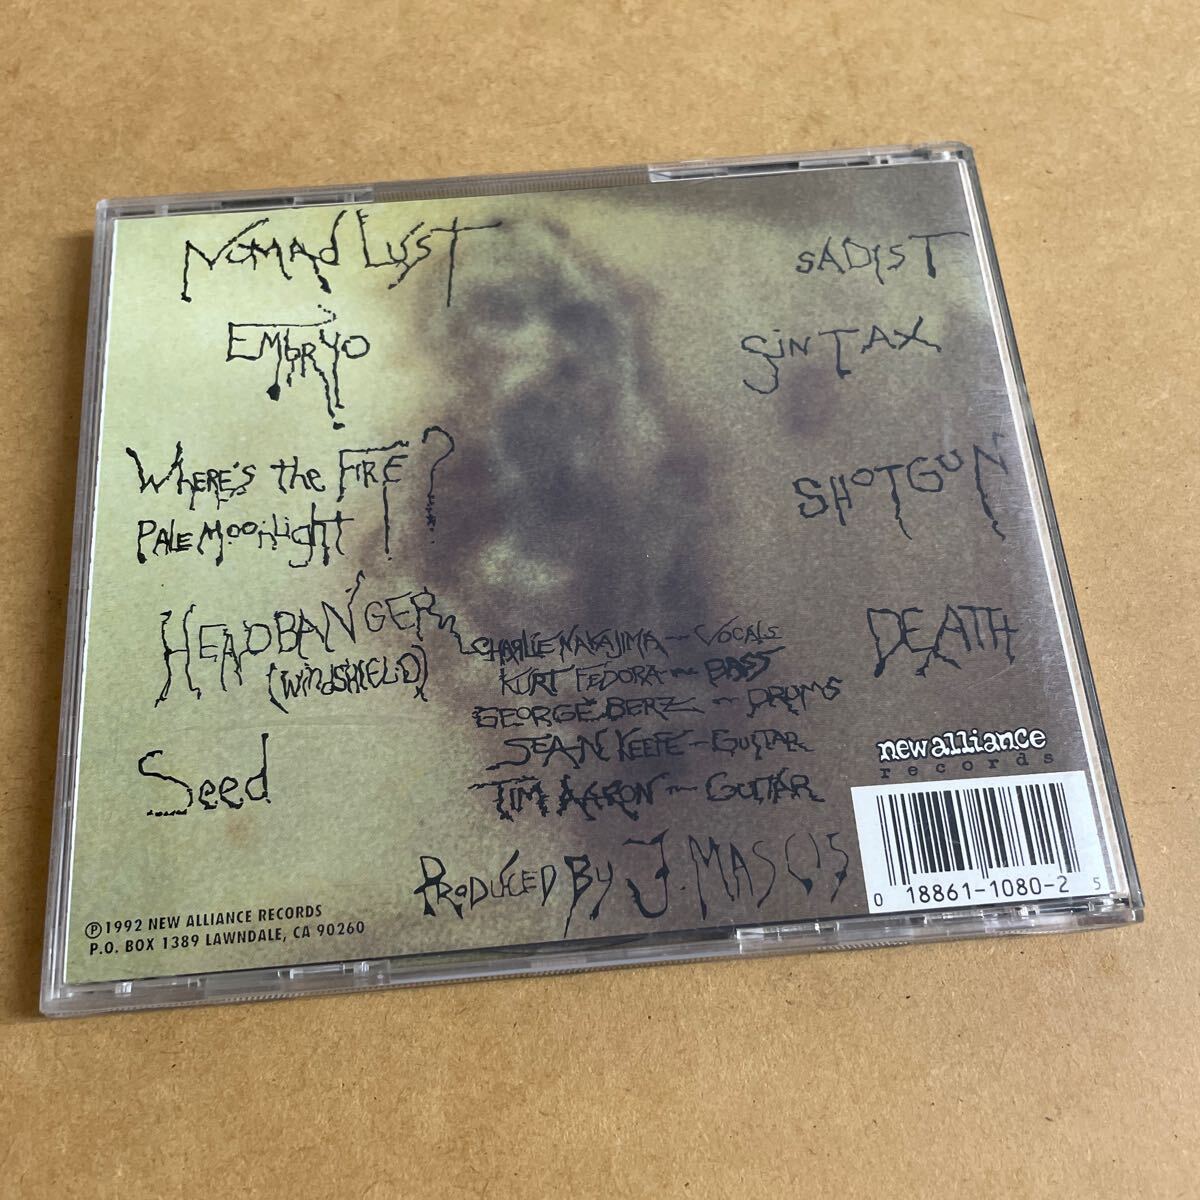 Nomad Lust
Embryo
Where's the Fire?
Pale Moonlight
Headbanger
(Windshield)
Seed
Sadist
Sintax
Shotgun
Death
Charlie Nakajima – Vocals
Kurt Fedora – Bass
George Berz – Drums
Sean Keefe – Guitar
Tim Aaron – Guitar
Produced By J. Mascis
℗1992 NEW ALLIANCE RECORDS
P.O. BOX 1389 LAWNDALE, CA 90260
new alliance
records
0 18861-1080-2 5